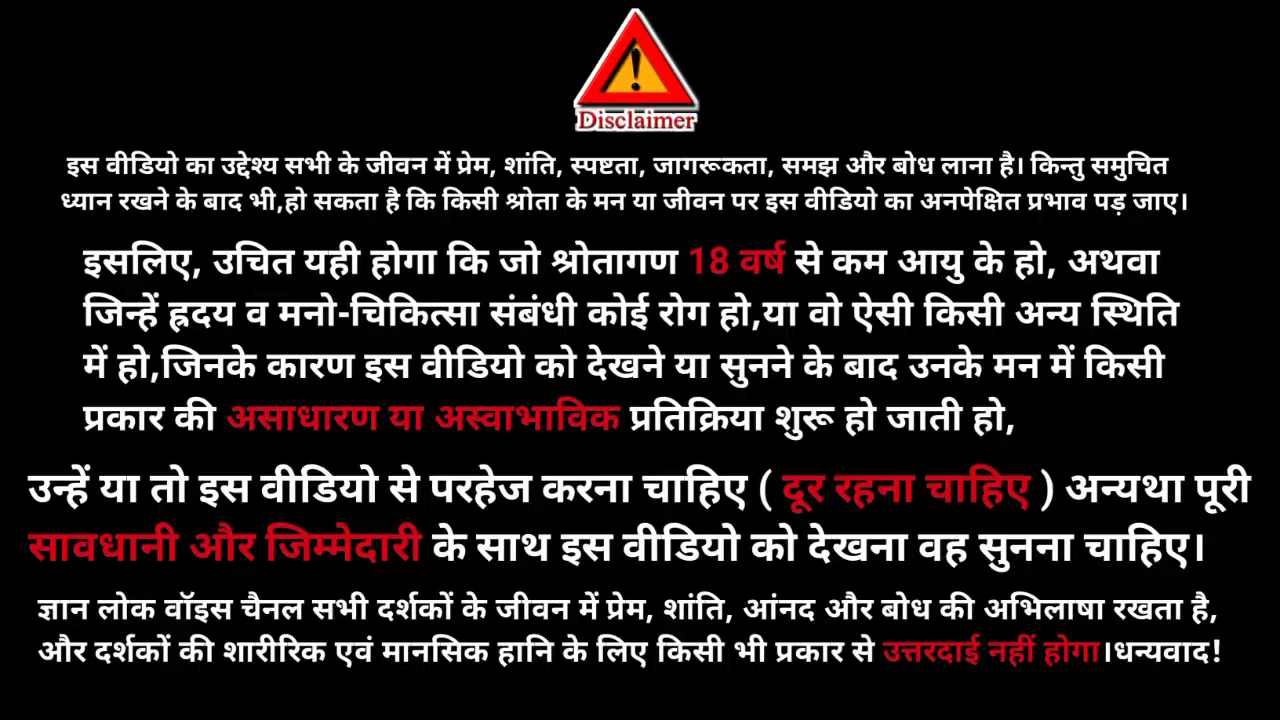 !
Disclaimer
इस वीडियो का उद्देश्य सभी के जीवन में प्रेम, शांति, स्पष्टता, जागरूकता, समझ और बोध लाना है। किन्तु समुचित
ध्यान रखने के बाद भी,हो सकता है कि किसी श्रोता के मन या जीवन पर इस वीडियो का अनपेक्षित प्रभाव पड़ जाए।
इसलिए, उचित यही होगा कि जो श्रोतागण 18 वर्ष से कम आयु के हो, अथवा
जिन्हें ह्रदय व मनो-चिकित्सा संबंधी कोई रोग हो,या वो ऐसी किसी अन्य स्थिति
में हो,जिनके कारण इस वीडियो को देखने या सुनने के बाद उनके मन में किसी
प्रकार की असाधारण या अस्वाभाविक प्रतिक्रिया शुरू हो जाती हो,
उन्हें या तो इस वीडियो से परहेज करना चाहिए ( दूर रहना चाहिए ) अन्यथा पूरी
सावधानी और जिम्मेदारी के साथ इस वीडियो को देखना वह सुनना चाहिए।
ज्ञान लोक वॉइस चैनल सभी दर्शकों के जीवन में प्रेम, शांति, आंनद और बोध की अभिलाषा रखता है,
और दर्शकों की शारीरिक एवं मानसिक हानि के लिए किसी भी प्रकार से उत्तरदाई नहीं होगा।धन्यवाद!